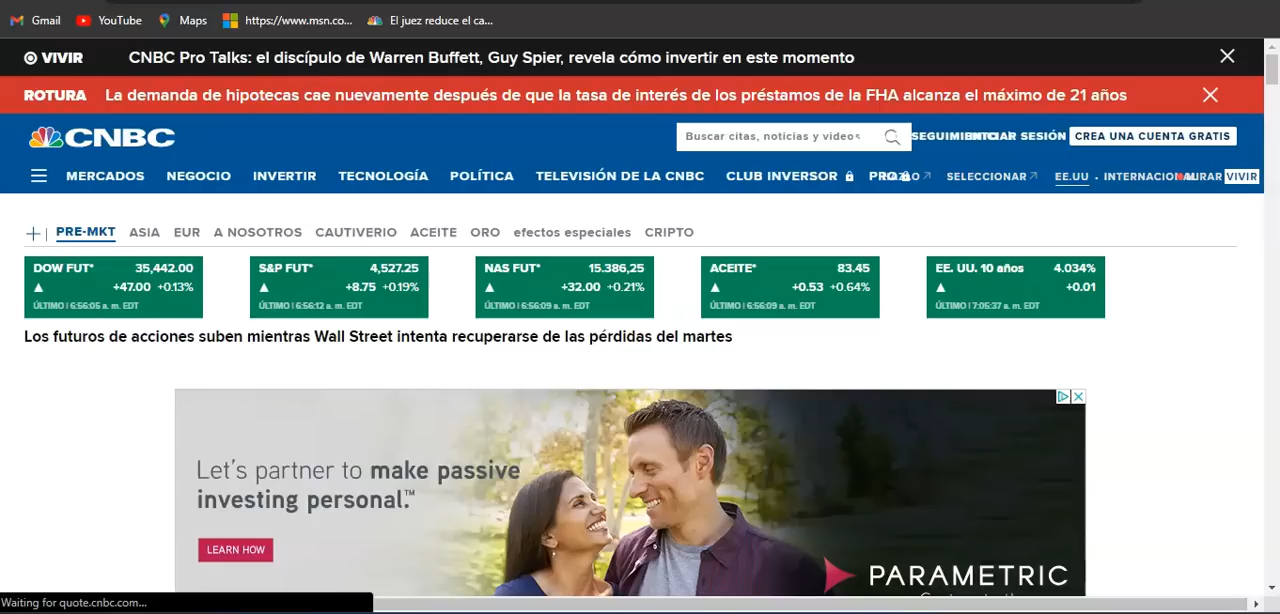 Gmail YouTube Maps https://www.msn.co... El juez reduce el ca...
VIVIR CNBC Pro Talks: el discípulo de Warren Buffett, Guy Spier, revela cómo invertir en este momento
ROTURA La demanda de hipotecas cae nuevamente después de que la tasa de interés de los préstamos de la FHA alcanza el máximo de 21 años
CNBC Buscar citas, noticias y videos SEGUIMIENTO INICIAR SESIÓN CREA UNA CUENTA GRATIS
MERCADOS NEGOCIO INVERTIR TECNOLOGÍA POLÍTICA TELEVISIÓN DE LA CNBC CLUB INVERSOR PRO SELECCIONAR EE.UU · INTERNACIONAL VIVIR
PRE-MKT ASIA EUR A NOSOTROS CAUTIVERIO ACEITE ORO efectos especiales CRIPTO
DOW FUT* 35,442.00
+47.00 +0.13%
ÚLTIMO | 6:56:05 a. m. EDT
S&P FUT* 4,527.25
+8.75 +0.19%
ÚLTIMO | 6:56:12 a. m. EDT
NAS FUT* 15.386,25
+32.00 +0.21%
ÚLTIMO | 6:56:09 a. m. EDT
ACEITE* 83.45
+0.53 +0.64%
ÚLTIMO | 6:56:09 a. m. EDT
EE. UU. 10 años 4.034%
+0.01
ÚLTIMO | 7:05:37 a. m. EDT
Los futuros de acciones suben mientras Wall Street intenta recuperarse de las pérdidas del martes
Let's partner to make passive
investing personal.™
LEARN HOW
PARAMETRIC
Waiting for quote.cnbc.com...